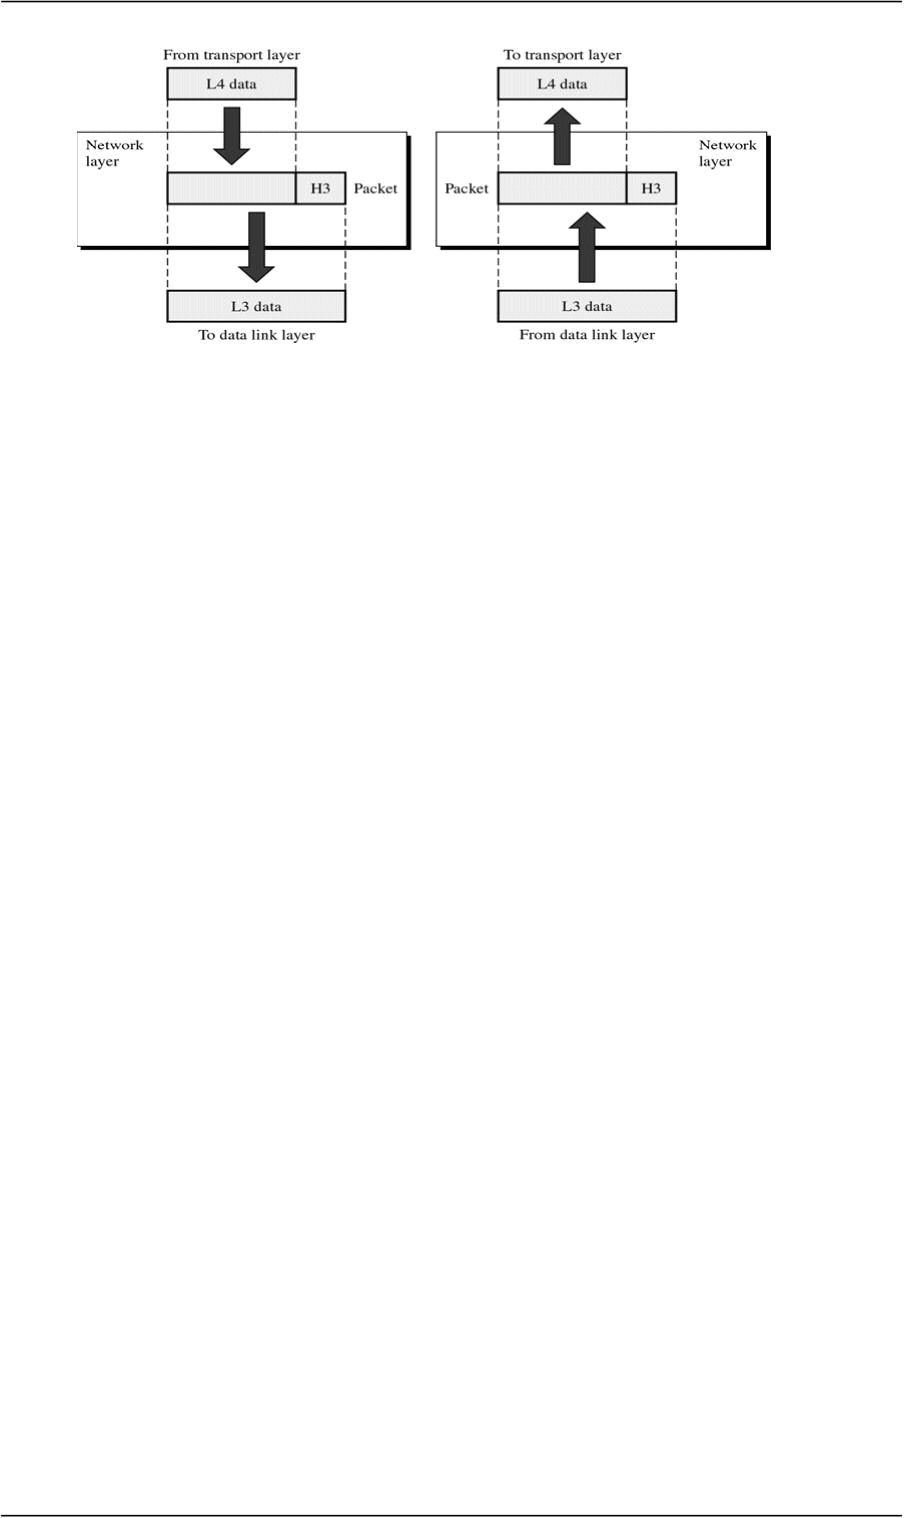 From transport layer
L4 data
Network
layer
H3
Packet
L3 data
To data link layer
To transport layer
L4 data
Network
layer
Packet
H3
L3 data
From data link layer